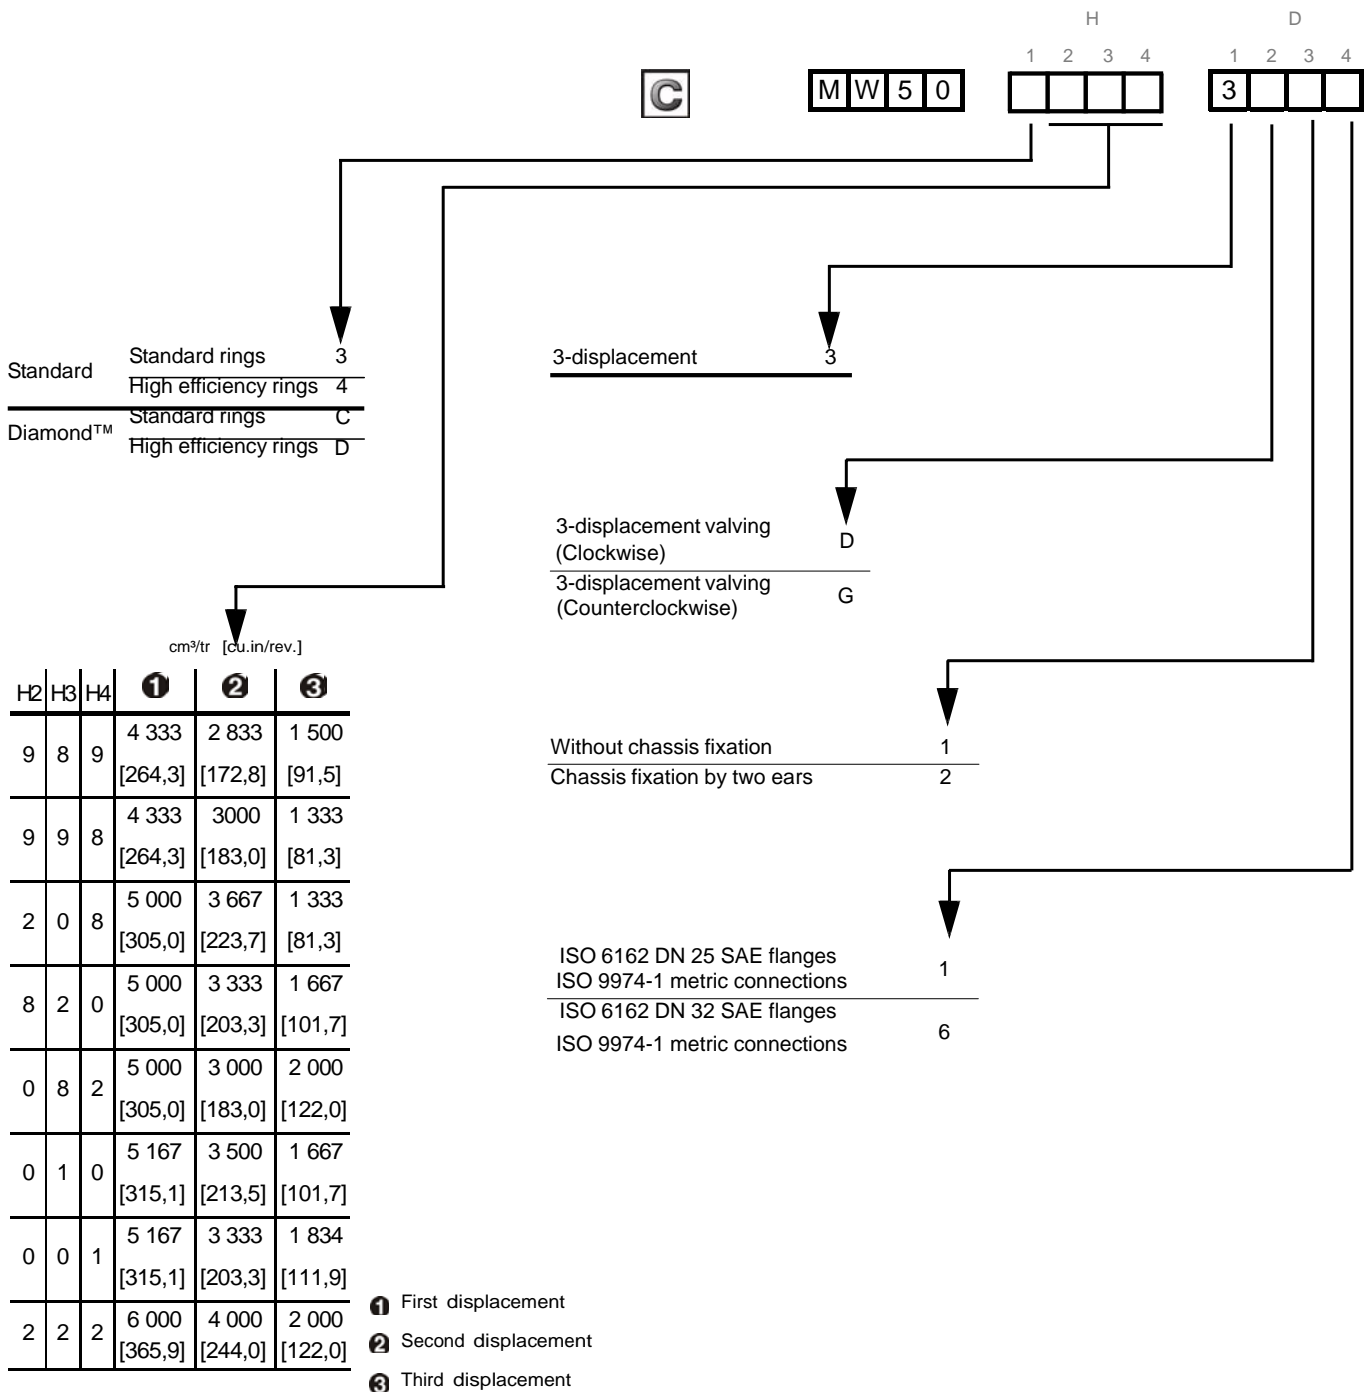 H D
1 2 3 4 1 2 3 4
C M W 5 0 3
Standard
Standard rings 3
High efficiency rings 4
Diamond™
Standard rings C
High efficiency rings D
3-displacement 3
3-displacement valving
(Clockwise)
D
3-displacement valving
(Counterclockwise)
G
cm³/tr [cu.in/rev.]
H2 H3 H4 1 2 3
9 8 9 4 333 2 833 1 500
[264,3] [172,8] [91,5]
9 9 8 4 333 3000 1 333
[264,3] [183,0] [81,3]
2 0 8 5 000 3 667 1 333
[305,0] [223,7] [81,3]
8 2 0 5 000 3 333 1 667
[305,0] [203,3] [101,7]
0 8 2 5 000 3 000 2 000
[305,0] [183,0] [122,0]
0 1 0 5 167 3 500 1 667
[315,1] [213,5] [101,7]
0 0 1 5 167 3 333 1 834
[315,1] [203,3] [111,9]
2 2 2 6 000 4 000 2 000
[365,9] [244,0] [122,0]
Without chassis fixation 1
Chassis fixation by two ears 2
ISO 6162 DN 25 SAE flanges
ISO 9974-1 metric connections
1
ISO 6162 DN 32 SAE flanges
ISO 9974-1 metric connections
6
1 First displacement
2 Second displacement
3 Third displacement